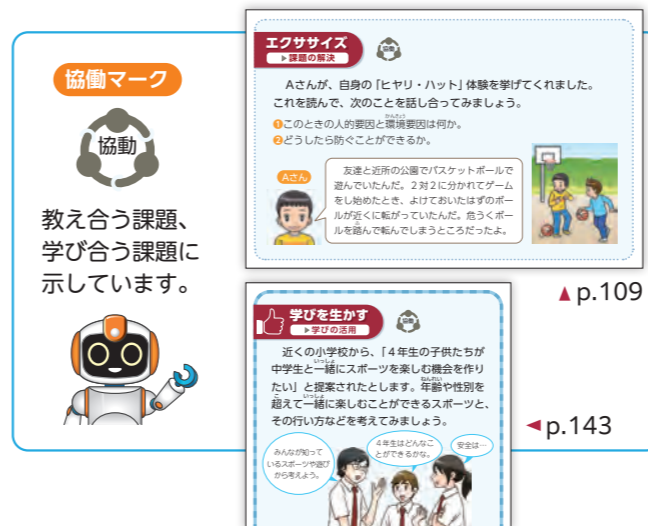 協働マーク
協働
教え合う課題、
学び合う課題に
示しています。
エクササイズ
▶課題の解決
協働
Aさんが、自身の「ヒヤリ・ハット」体験を挙げてくれました。
これを読んで、次のことを話し合ってみましょう。
❶このときの人的要因と環境要因は何か。
かんきょう
❷どうしたら防ぐことができるか。
Aさん
友達と近所の公園でバスケットボールで
遊んでいたんだ。2対2に分かれてゲーム
をし始めたとき、よけておいたはずのボー
ルが近くに転がっていたんだ。危うくボー
ルを踏んで転んでしまうところだったよ。
▲ p.109
学びを生かす
▶学びの活用
協働
近くの小学校から、「4年生の子供たちが
中学生と一緒にスポーツを楽しむ機会を作り
いっしょ
たい」と提案されたとします。年齢や性別を
ねんれい
超えて一緒に楽しむことができるスポーツと、
こ
いっしょ
その行い方などを考えてみましょう。
みんなが知って
いるスポーツや遊び
から考えよう。
4年生はどんなこ
とができるかな。
安全は…
◀p.143